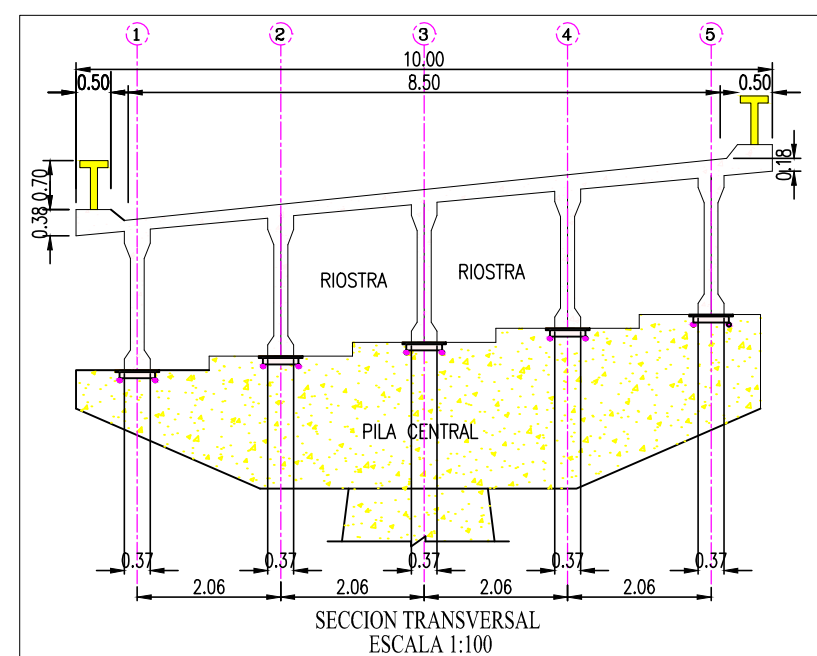 1 2 3 4 5
10.00
0.50 8.50 0.50
0.70
0.18
0.38
RIOSTRA RIOSTRA
PILA CENTRAL
0.37 0.37 0.37 0.37 0.37
2.06 2.06 2.06 2.06
SECCION TRANSVERSAL
ESCALA 1:100